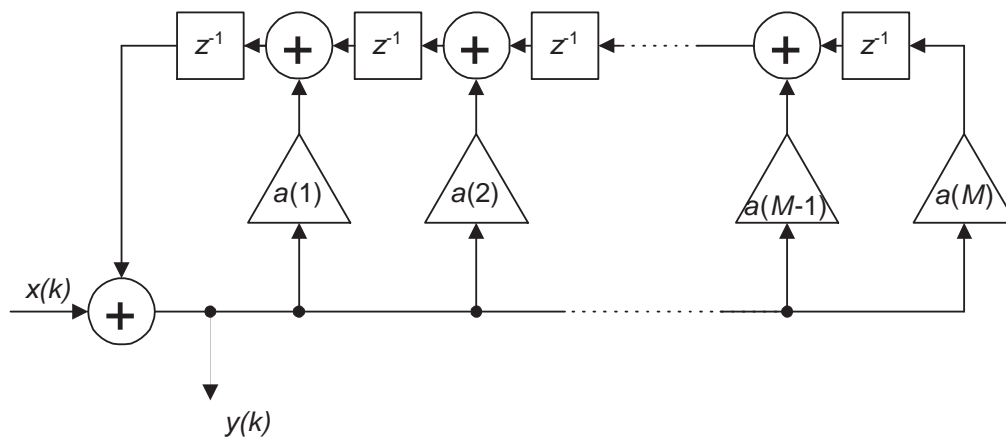 z⁻¹ + z⁻¹ + z⁻¹ + z⁻¹
a(1) a(2) a(M-1) a(M)
x(k)
+
y(k)